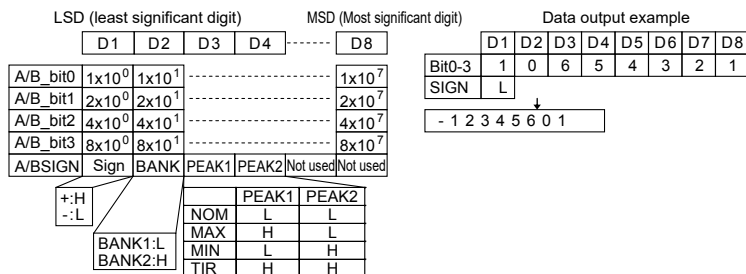 LSD (least significant digit) MSD (Most significant digit) Data output example
D1 D2 D3 D4 D8
A/B_bit0 1x10⁰ 1x10¹ 1x10⁷
A/B_bit1 2x10⁰ 2x10¹ 2x10⁷
A/B_bit2 4x10⁰ 4x10¹ 4x10⁷
A/B_bit3 8x10⁰ 8x10¹ 8x10⁷
A/BSIGN Sign BANK PEAK1 PEAK2 Not used Not used
+:H
-:L
BANK1:L
BANK2:H
PEAK1 PEAK2
NOM L L
MAX H L
MIN L H
TIR H H
D1 D2 D3 D4 D5 D6 D7 D8
Bit0-3 1 0 6 5 4 3 2 1
SIGN L
- 1 2 3 4 5 6 0 1